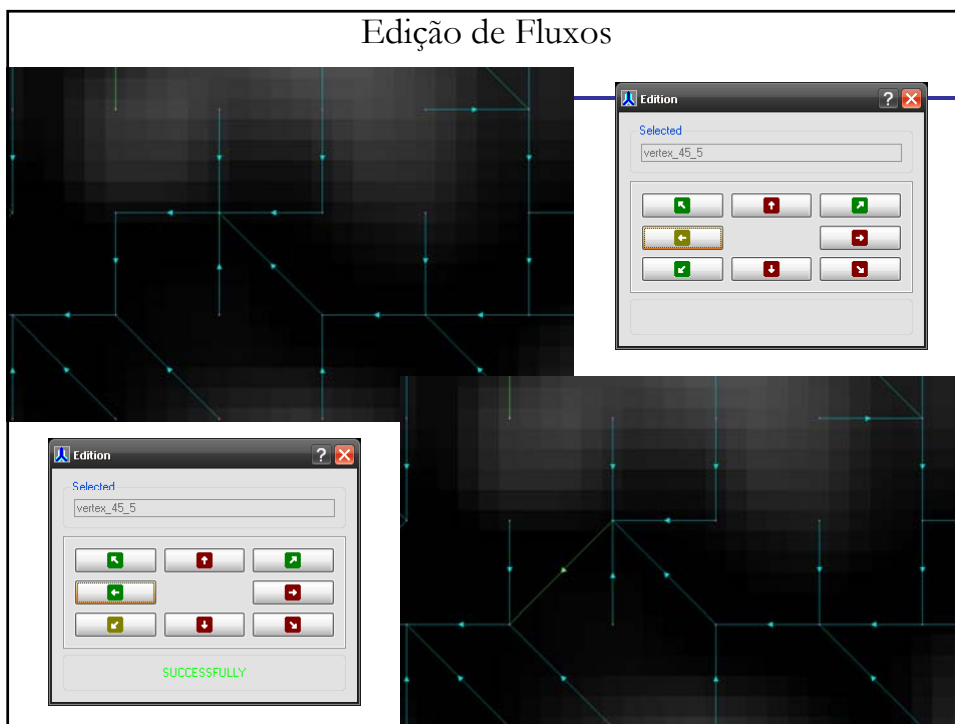 Edição de Fluxos
Edition
Selected
vertex_45_5
Edition
Selected
vertex_45_5
SUCCESSFULLY